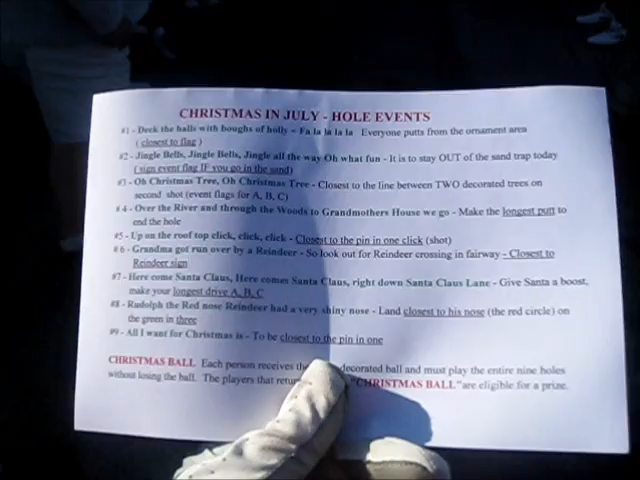 CHRISTMAS IN JULY - HOLE EVENTS
#1 - Deck the halls with boughs of holly - Fa la la la la Everyone putts from the ornament area
( closest to flag )
#2 - Jingle Bells, Jingle Bells, Jingle all the way Oh what fun - It is to stay OUT of the sand trap today
( sign event flag IF you go in the sand)
#3 - Oh Christmas Tree, Oh Christmas Tree - Closest to the line between TWO decorated trees on
second shot (event flags for A, B, C)
#4 - Over the River and through the Woods to Grandmothers House we go - Make the longest putt to
end the hole
#5 - Up on the roof top click, click, click - Closest to the pin in one click (shot)
#6 - Grandma got run over by a Reindeer - So look out for Reindeer crossing in fairway - Closest to
Reindeer sign
#7 - Here come Santa Claus, Here comes Santa Claus, right down Santa Claus Lane - Give Santa a boost,
make your longest drive A, B, C
#8 - Rudolph the Red nose Reindeer had a very shiny nose - Land closest to his nose (the red circle) on
the green in three
#9 - All I want for Christmas is - To be closest to the pin in one
CHRISTMAS BALL Each person receives the decorated ball and must play the entire nine holes
without losing the ball. The players that "CHRISTMAS BALL" are eligible for a prize.